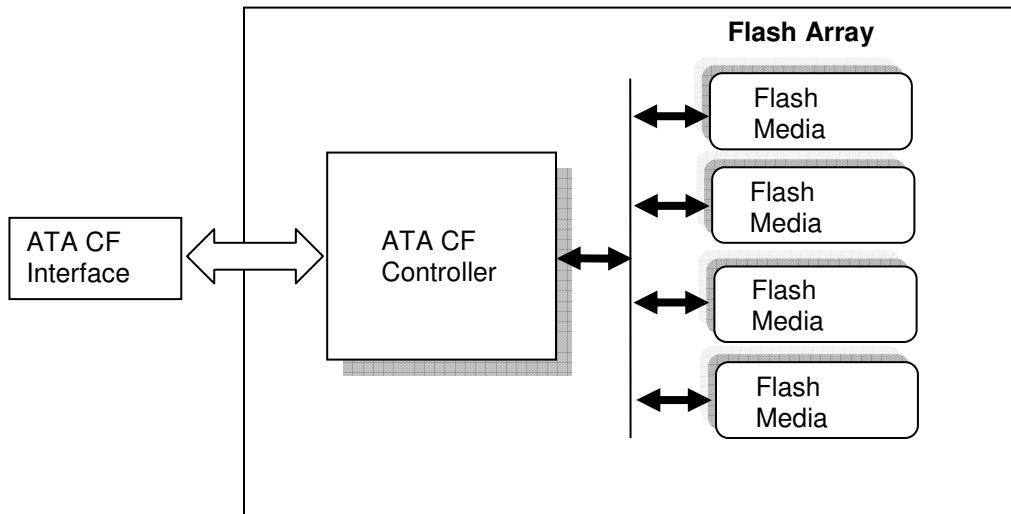 Flash Array
Flash
Media
Flash
Media
ATA CF
Interface
ATA CF
Controller
Flash
Media
Flash
Media